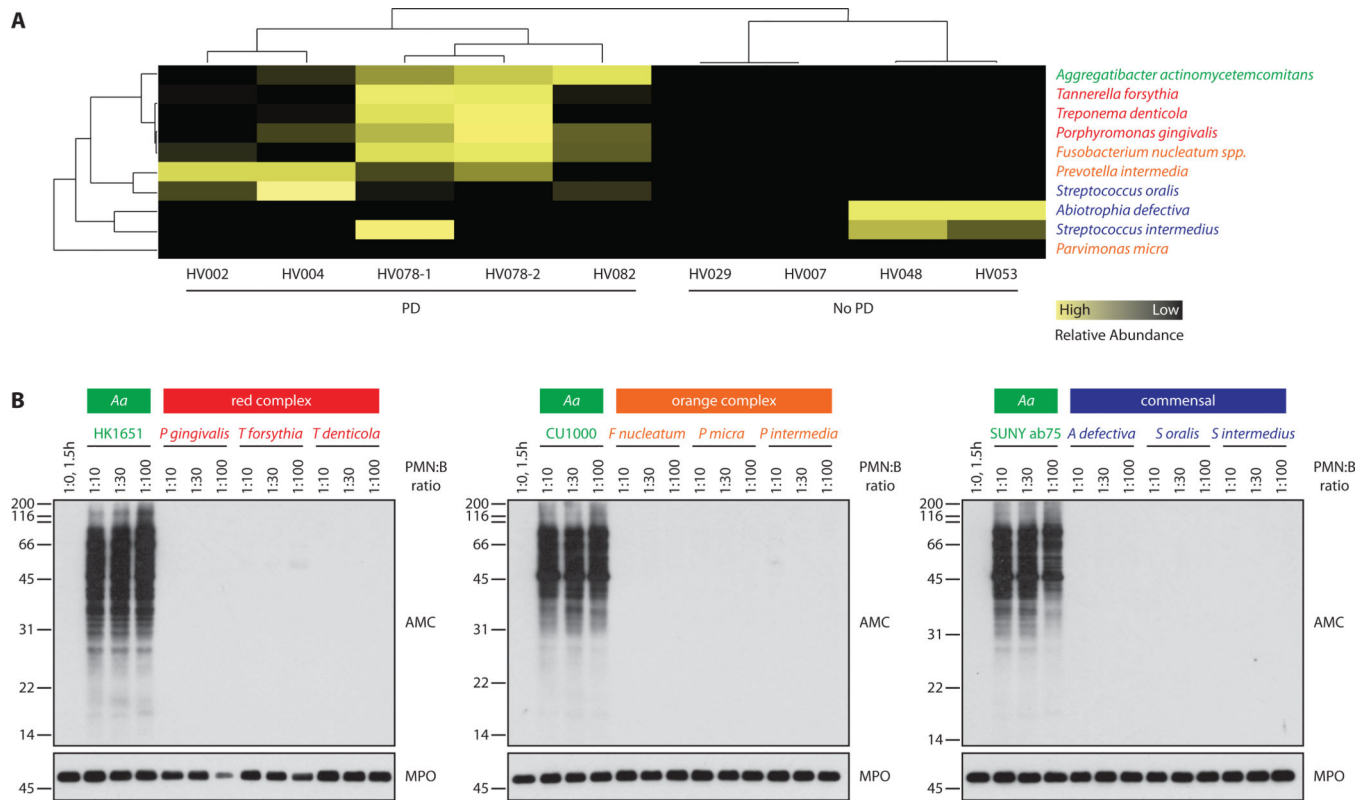 A
Aggregatibacter actinomycetemcomitans
Tannerella forsythia
Treponema denticola
Porphyromonas gingivalis
Fusobacterium nucleatum spp.
Prevotella intermedia
Streptococcus oralis
Abiotrophia defectiva
Streptococcus intermedius
Parvimonas micra
HV002 HV004 HV078-1 HV078-2 HV082 HV029 HV007 HV048 HV053
PD No PD
High Low
Relative Abundance
B
Aa red complex
HK1651 P gingivalis T forsythia T denticola
1:0, 1.5h 1:10 1:30 1:100 1:10 1:30 1:100 1:10 1:30 1:100 1:10 1:30 1:100
PMN:B
ratio
200
116
66
45
31
22
14
AMC
45
MPO
Aa orange complex
CU1000 F nucleatum P micra P intermedia
1:0, 1.5h 1:10 1:30 1:100 1:10 1:30 1:100 1:10 1:30 1:100 1:10 1:30 1:100
PMN:B
ratio
200
116
66
45
31
22
14
AMC
45
MPO
Aa commensal
SUNY ab75 A defectiva S oralis S intermedius
1:0, 1.5h 1:10 1:30 1:100 1:10 1:30 1:100 1:10 1:30 1:100 1:10 1:30 1:100
PMN:B
ratio
200
116
66
45
31
22
14
AMC
45
MPO